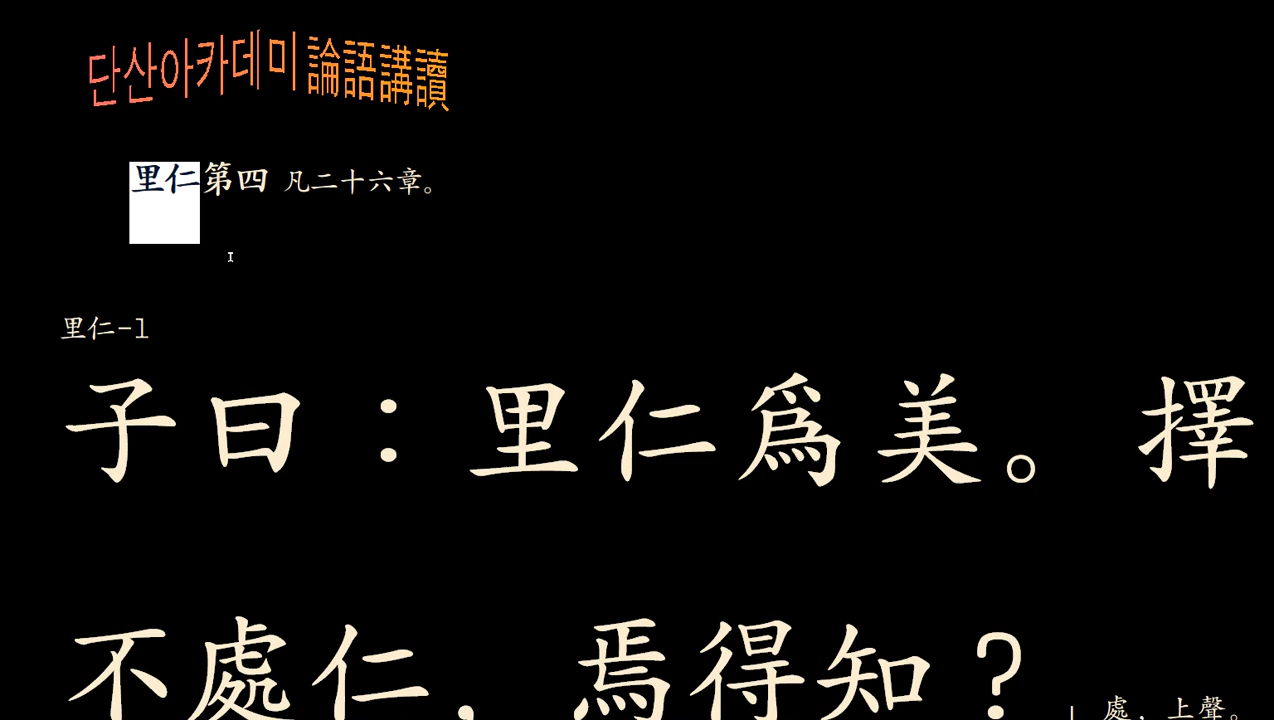 단산아카데미 論語講讀
里仁第四 凡二十六章。
里仁-1
子曰：里仁爲美。擇
不處仁，焉得知？
處，上聲。